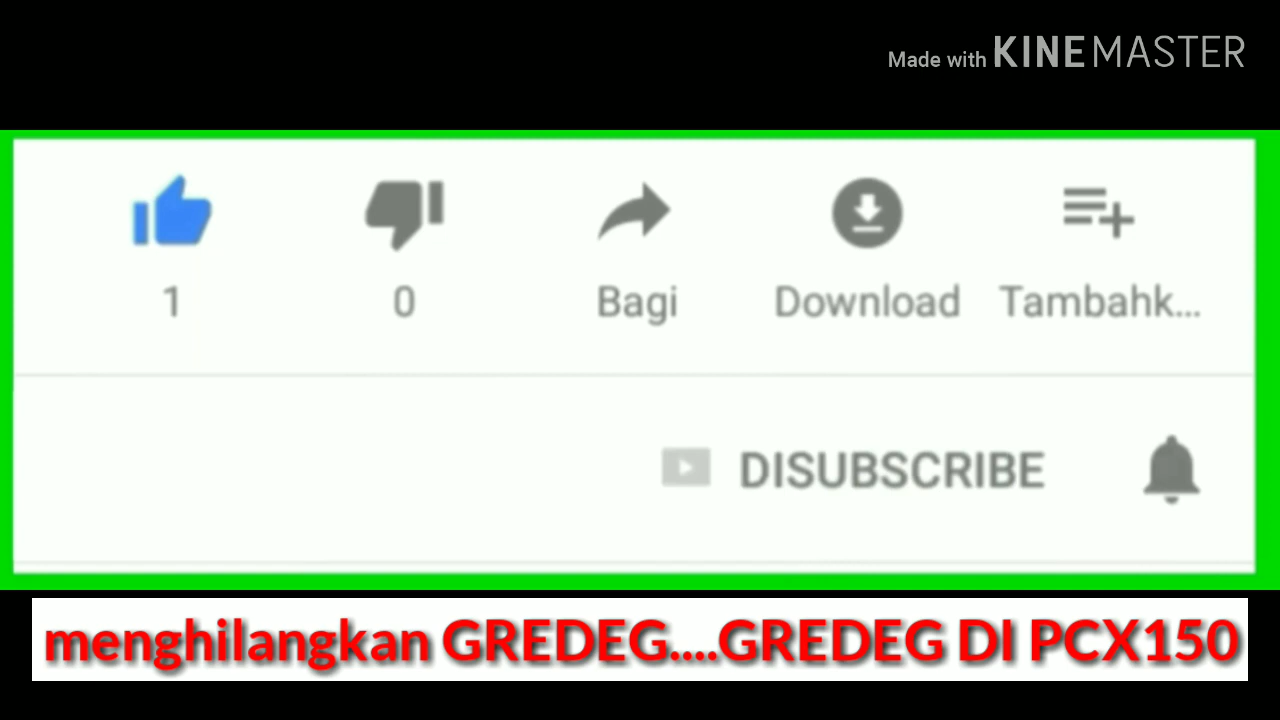 Made with KINEMASTER
1 0 Bagi Download Tambahk...
DISUBSCRIBE
menghilangkan GREDEG....GREDEG DI PCX150